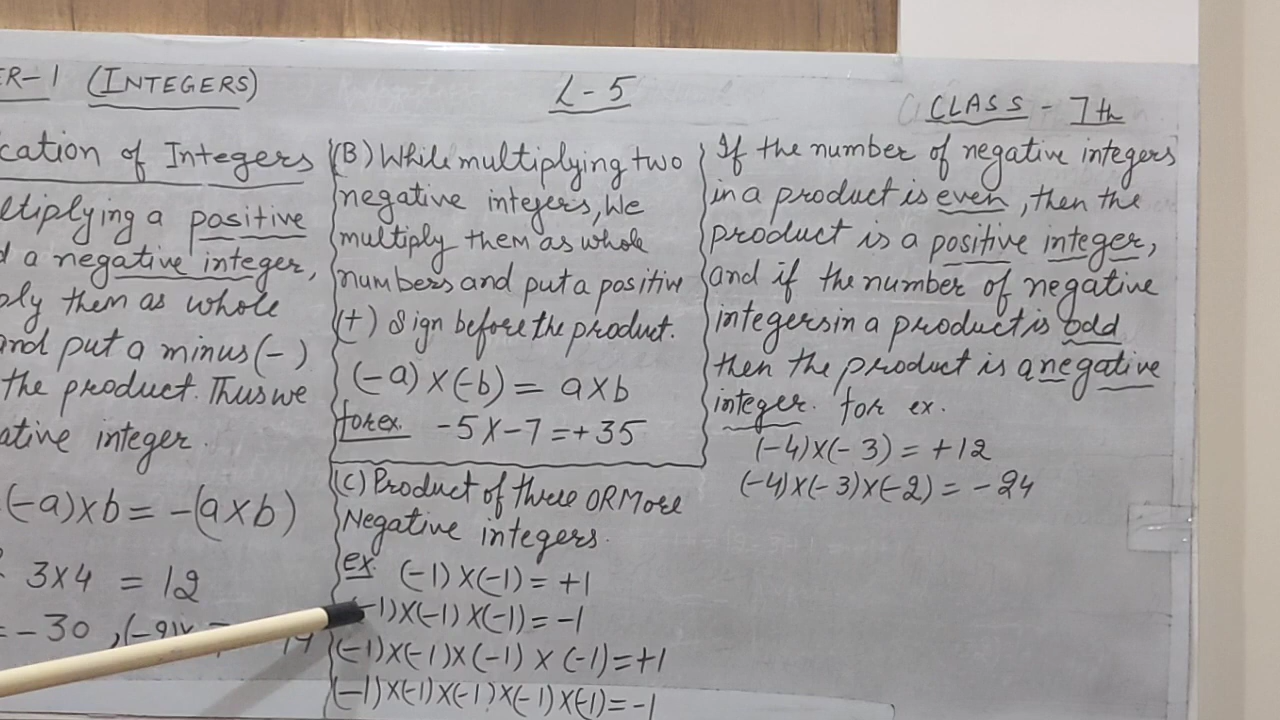 ER-1 (INTEGERS)
L-5
CLASS - 7th
cation of Integers
ltiplying a positive
d a negative integer,
ply them as whole
and put a minus (-)
the product. Thus we
ative integer.
(-a)xb = -(axb)
3x4 = 12
= -30
(B) While multiplying two
negative integers, We
multiply them as whole
numbers and put a positive
(+) Sign before the product.
(-a) x (-b) = axb
for ex. -5 x -7 = +35
(C) Product of three OR More
Negative integers.
ex (-1) x (-1) = +1
-1) x (-1) x (-1) = -1
(-1) x (-1) x (-1) x (-1) = +1
(-1) x (-1) x (-1) x (-1) x (-1) = -1
If the number of negative integers
in a product is even, then the
product is a positive integer,
and if the number of negative
integers in a product is odd
then the product is a negative
integer. for ex.
(-4) x (-3) = +12
(-4) x (-3) x (-2) = -24